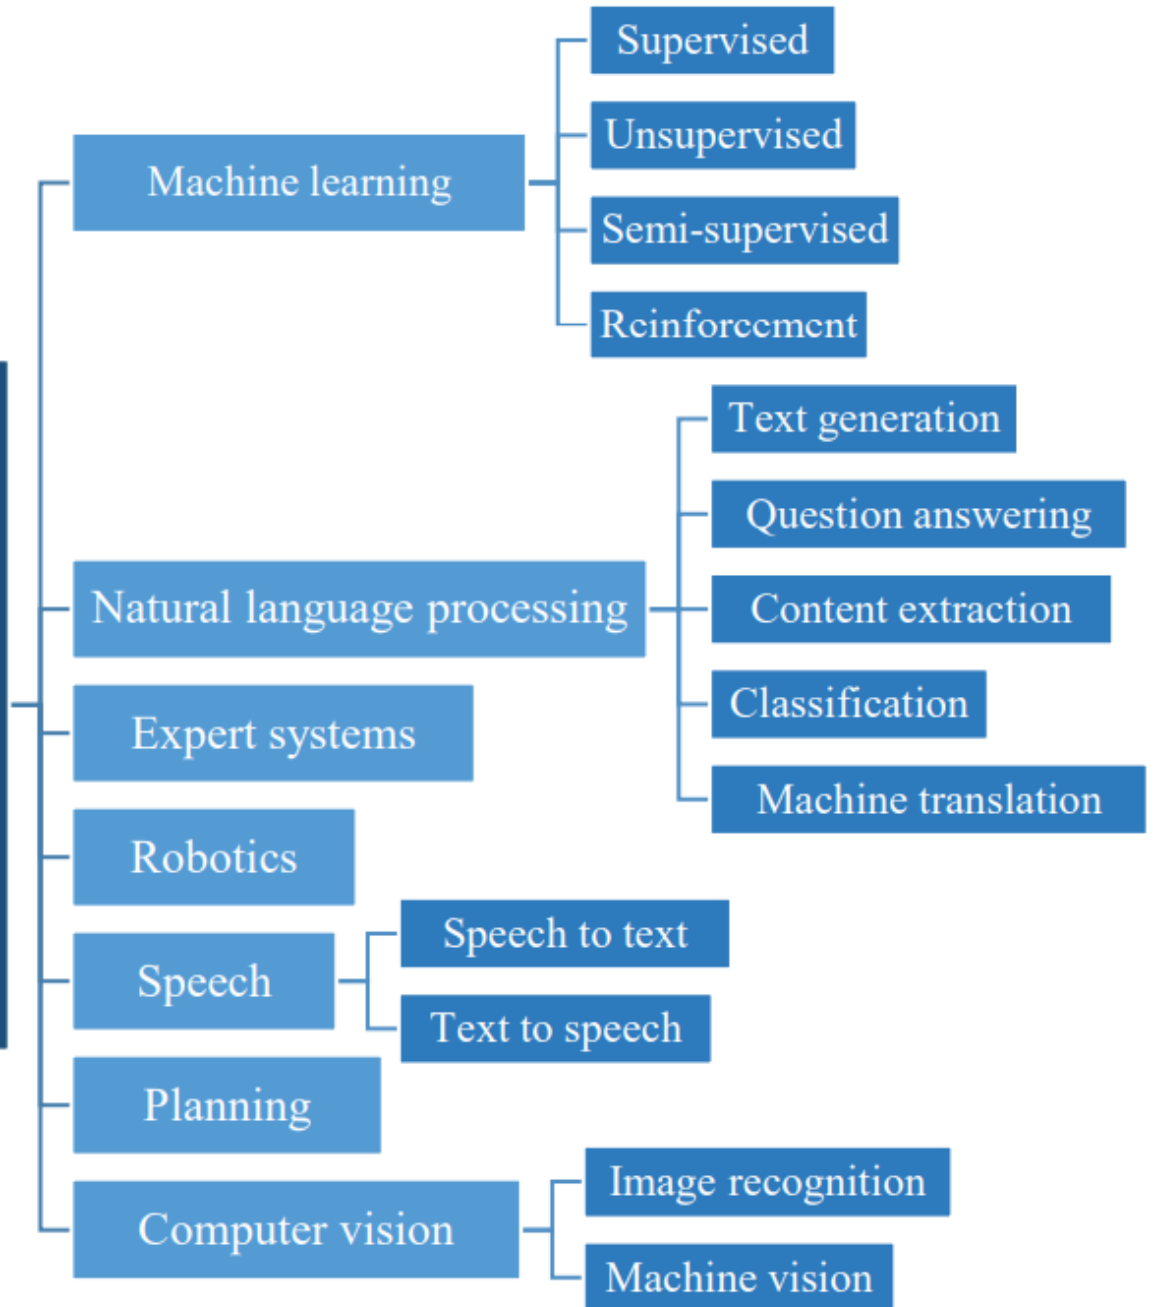 Machine learning
Supervised
Unsupervised
Semi-supervised
Reinforcement
Natural language processing
Text generation
Question answering
Content extraction
Classification
Machine translation
Expert systems
Robotics
Speech
Speech to text
Text to speech
Planning
Computer vision
Image recognition
Machine vision